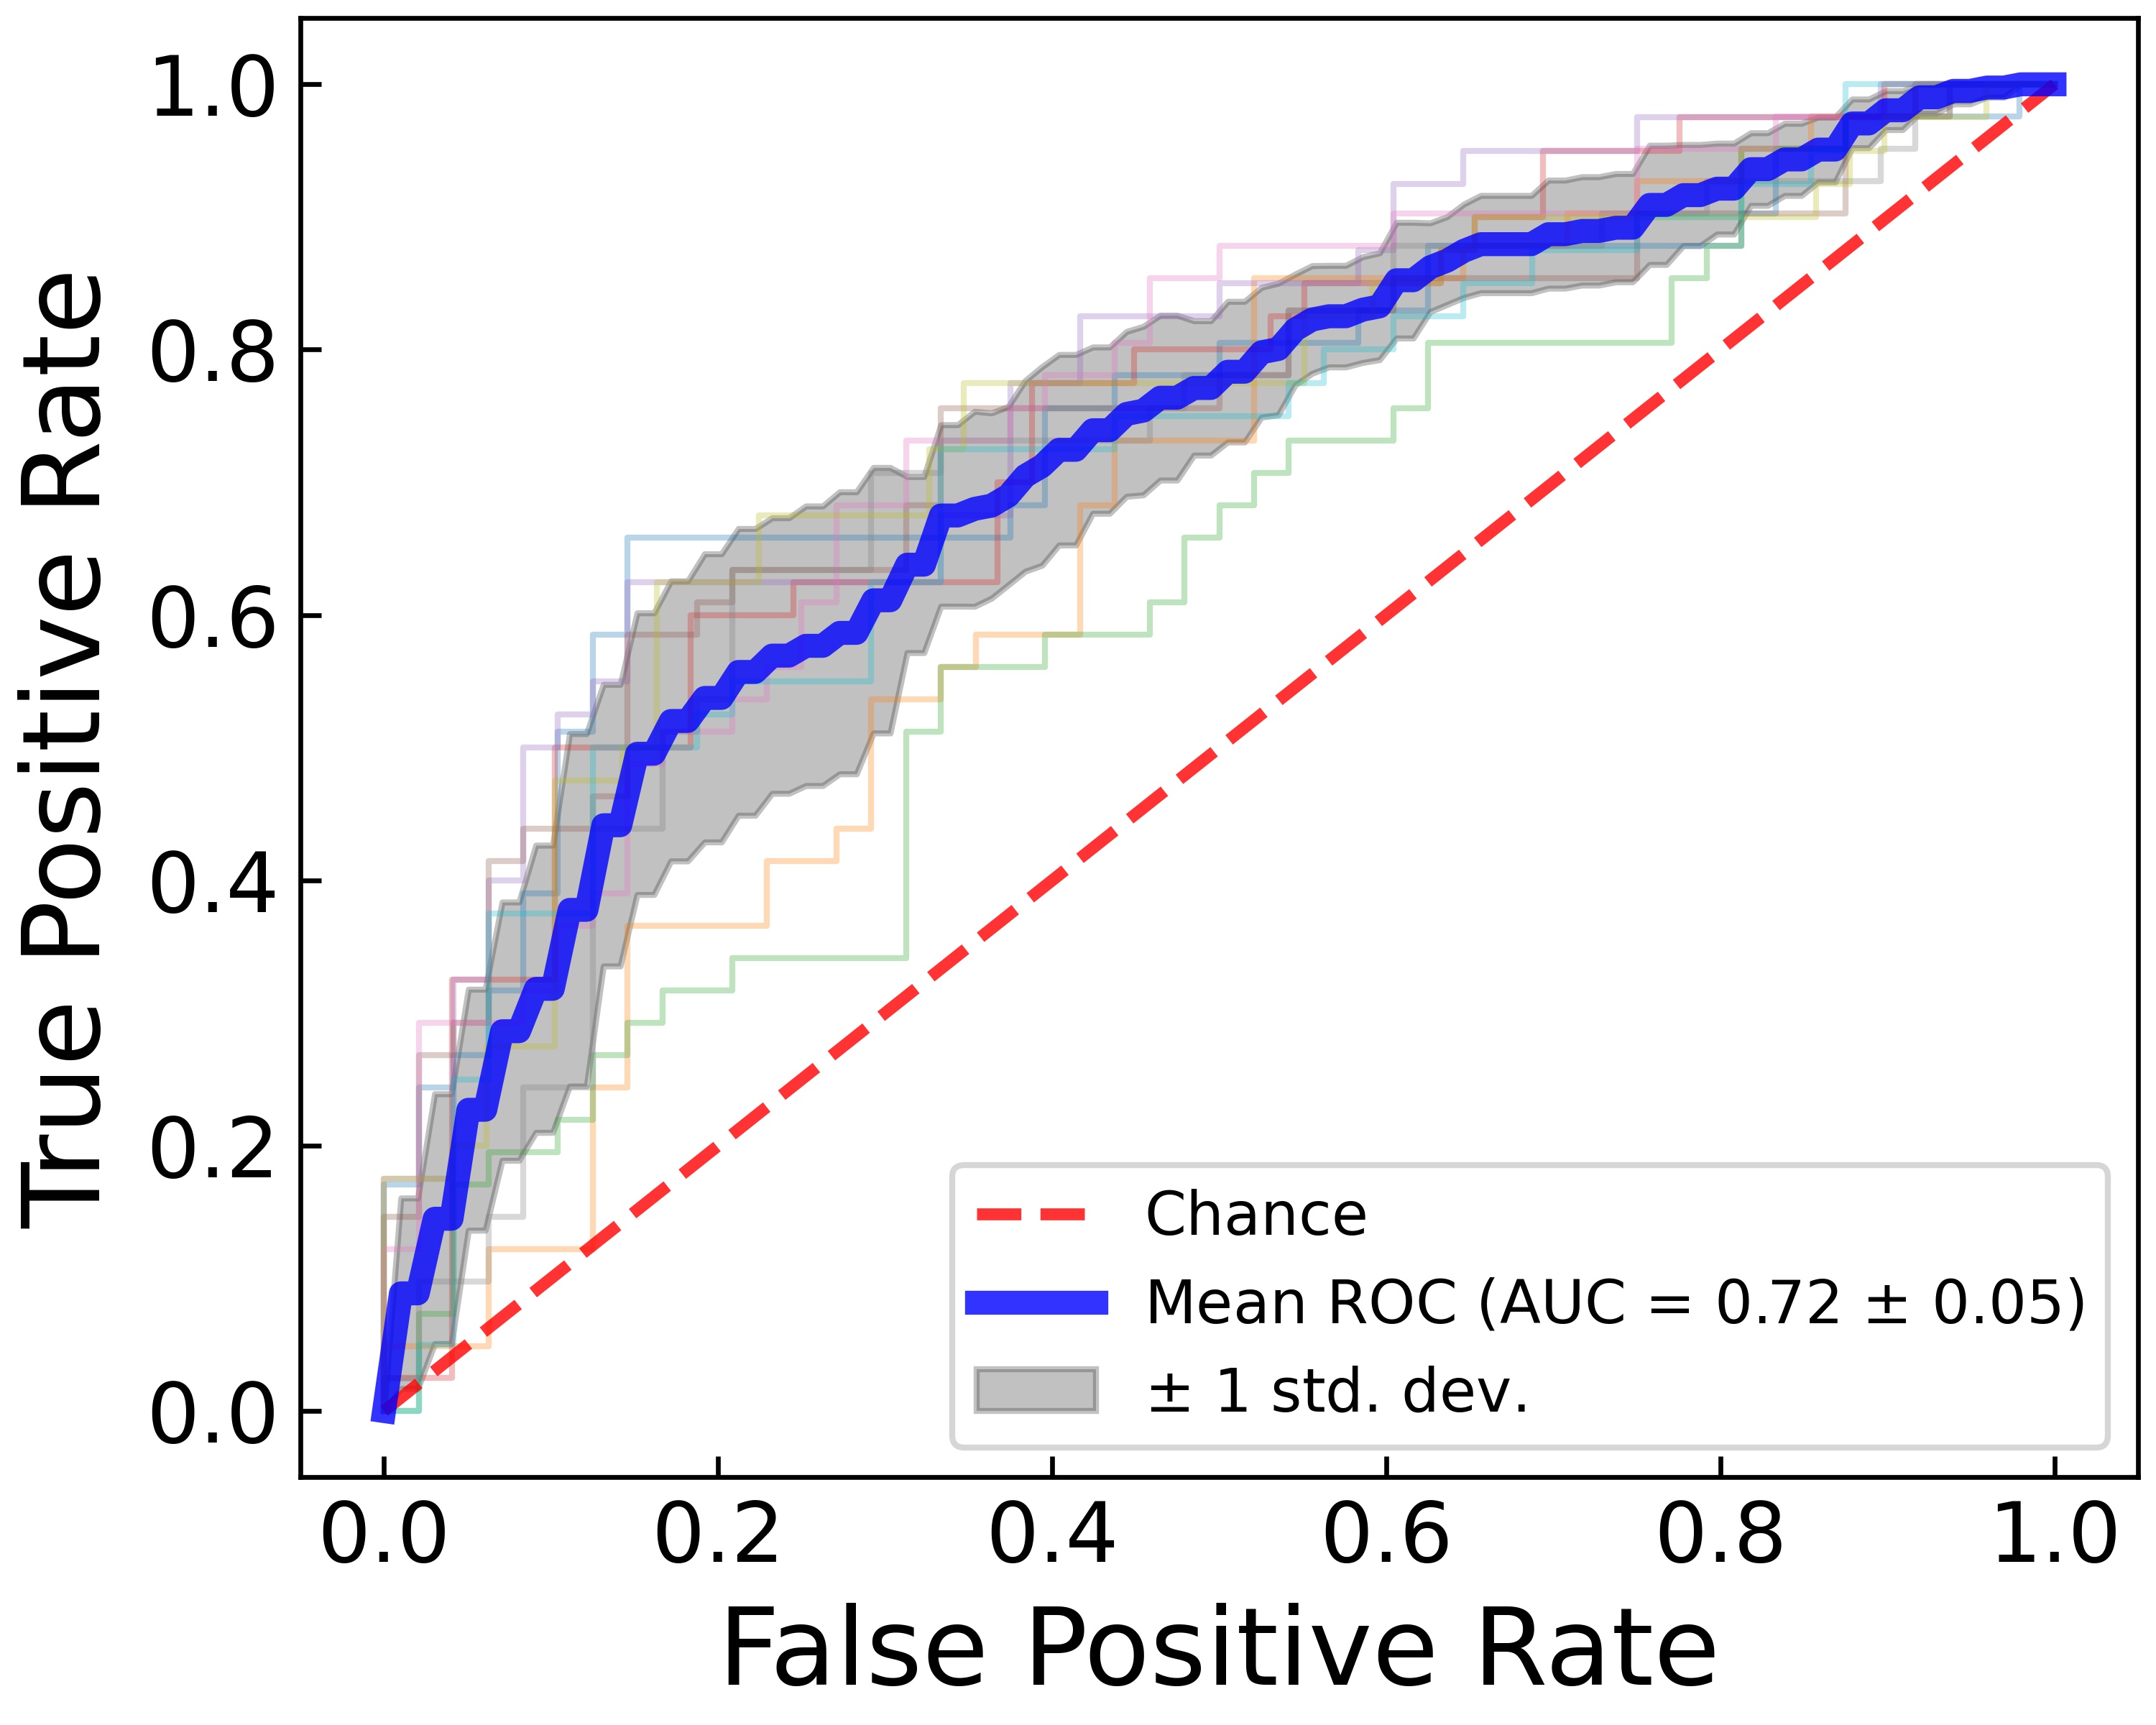 True Positive Rate
1.0
0.8
0.6
0.4
0.2
0.0
Chance
Mean ROC (AUC = 0.72 ± 0.05)
± 1 std. dev.
0.0 0.2 0.4 0.6 0.8 1.0
False Positive Rate